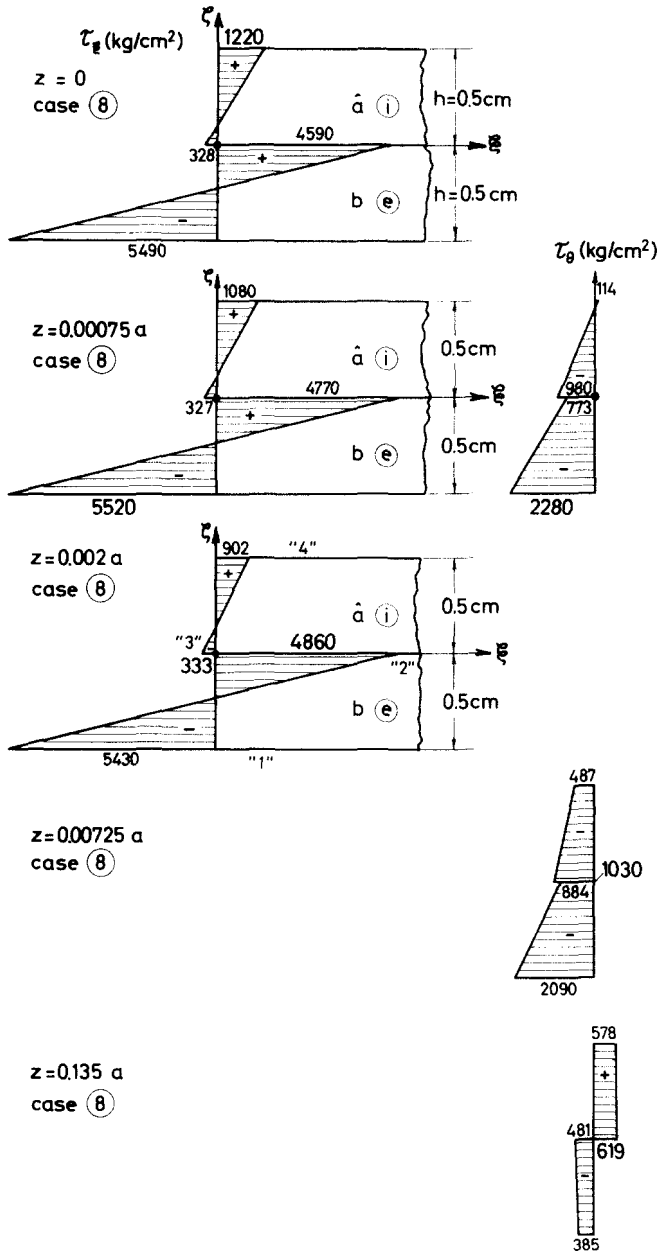 τξ (kg/cm²)
ζ
1220
z = 0
case ⑧
+
â ⓘ
h=0.5cm
328
4590
ξ
+
b ⓔ
h=0.5cm
-
5490
ζ
τθ (kg/cm²)
1080
114
z=0.00075 a
case ⑧
+
â ⓘ
0.5cm
-
327
4770
ξ
980
773
+
b ⓔ
0.5cm
-
-
5520
2280
ζ
z=0.002 a
case ⑧
902
"4"
+
â ⓘ
0.5cm
"3"
333
4860
"2"
ξ
b ⓔ
0.5cm
-
5430
"1"
487
z=0.00725 a
case ⑧
-
1030
884
-
2090
578
z=0.135 a
case ⑧
+
481
619
-
385